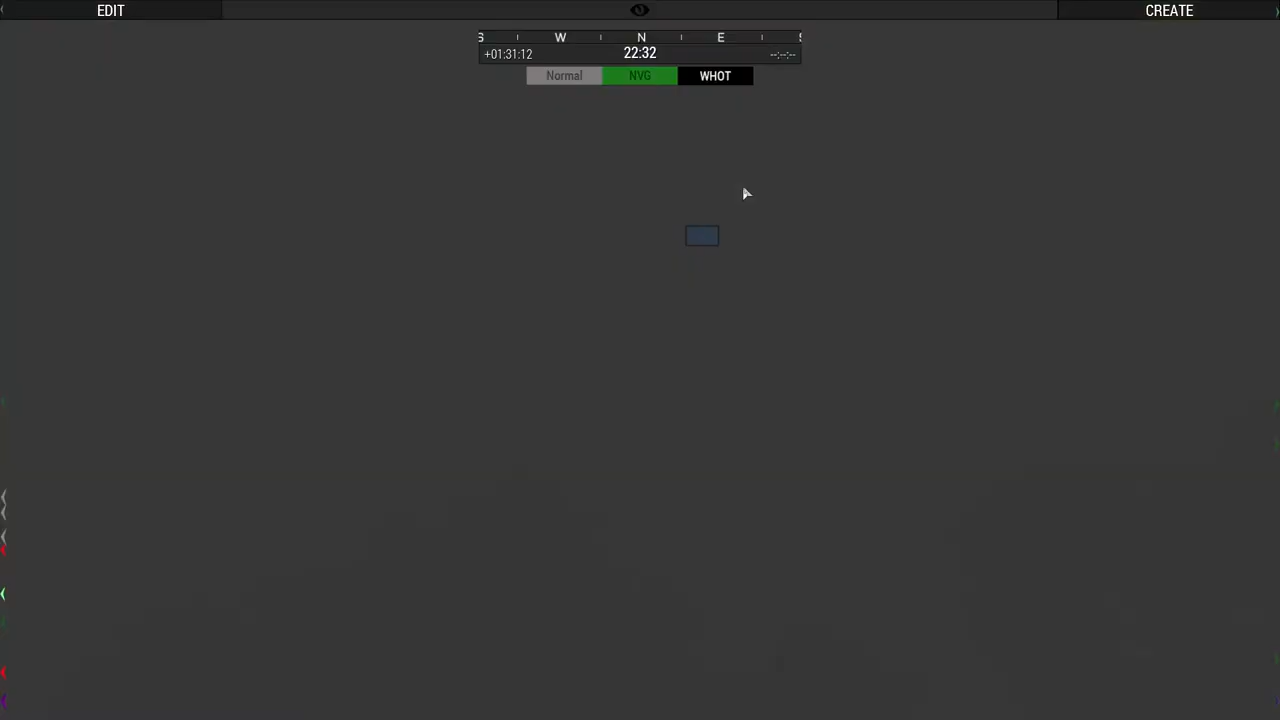 EDIT
CREATE
S W N E S
+01:31:12 22:32 --:--:--
Normal NVG WHOT